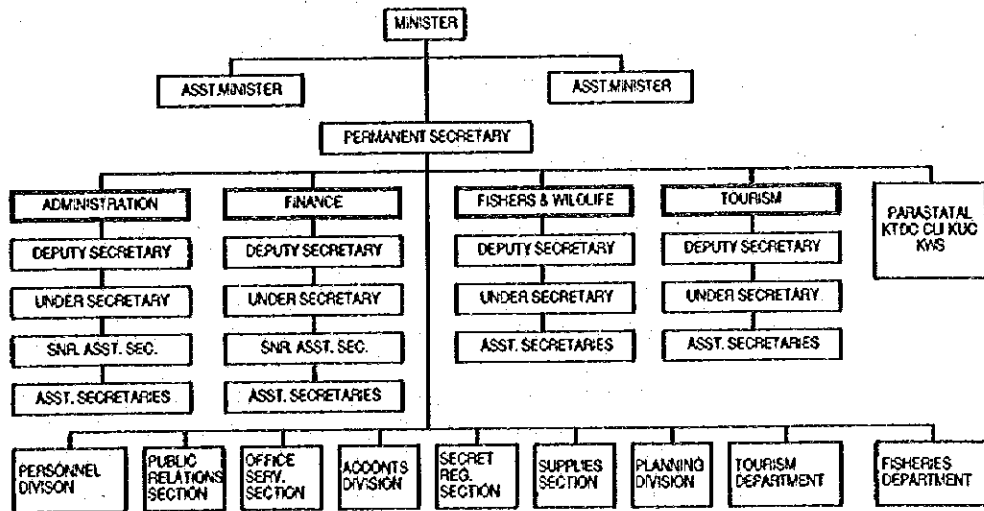 MINISTER
ASST.MINISTER
ASST.MINISTER
PERMANENT SECRETARY
ADMINISTRATION
FINANCE
FISHERS & WILDLIFE
TOURISM
PARASTATAL
KTDC CLI KUC
KWS
DEPUTY SECRETARY
DEPUTY SECRETARY
DEPUTY SECRETARY
DEPUTY SECRETARY
UNDER SECRETARY
UNDER SECRETARY
UNDER SECRETARY
UNDER SECRETARY
SNR. ASST. SEC.
SNR. ASST. SEC.
ASST. SECRETARIES
ASST. SECRETARIES
ASST. SECRETARIES
ASST. SECRETARIES
PERSONNEL
DIVISON
PUBLIC
RELATIONS
SECTION
OFFICE
SERV.
SECTION
ACCONTS
DIVISION
SECRET
REG.
SECTION
SUPPLIES
SECTION
PLANNING
DIVISION
TOURISM
DEPARTMENT
FISHERIES
DEPARTMENT